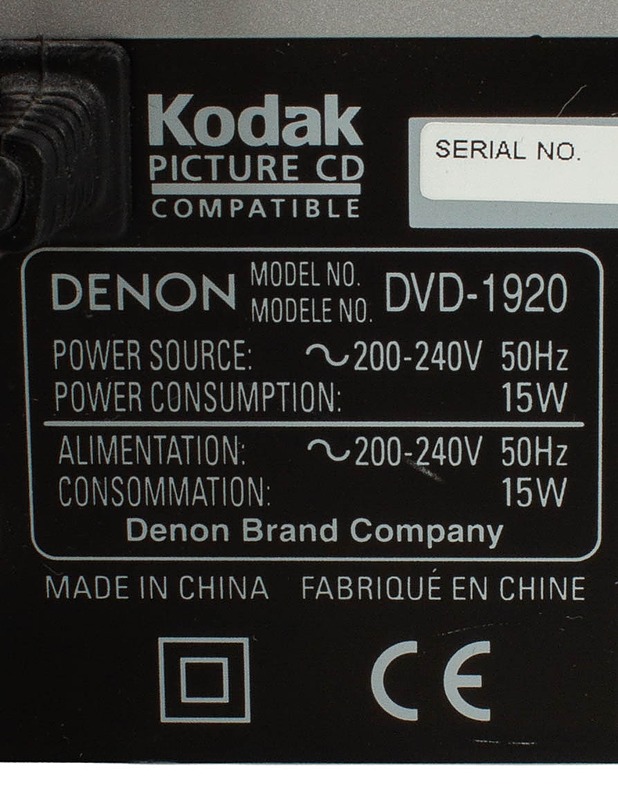 Kodak
PICTURE CD
COMPATIBLE
SERIAL NO.
DENON MODEL NO. MODELE NO. DVD-1920
POWER SOURCE: ~200-240V 50Hz
POWER CONSUMPTION: 15W
ALIMENTATION: ~200-240V 50Hz
CONSOMMATION: 15W
Denon Brand Company
MADE IN CHINA FABRIQUÉ EN CHINE
CE